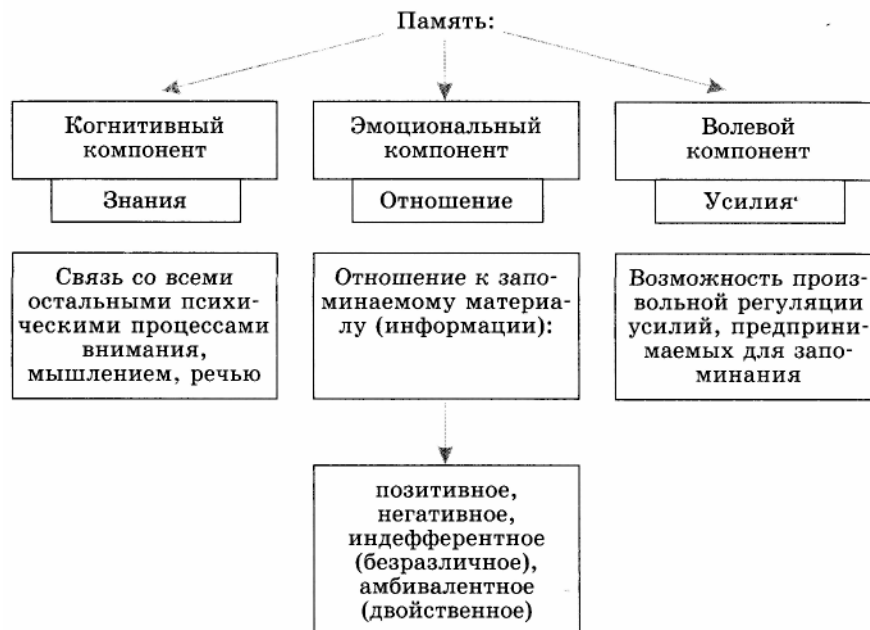 Память:
Когнитивный
компонент
Знания
Связь со всеми
остальными психи-
ческими процессами
внимания,
мышлением, речью
Эмоциональный
компонент
Отношение
Отношение к запо-
минаемому материа-
лу (информации):
позитивное,
негативное,
индефферентное
(безразличное),
амбивалентное
(двойственное)
Волевой
компонент
Усилия
Возможность произ-
вольной регуляции
усилий, предприни-
маемых для запо-
минания